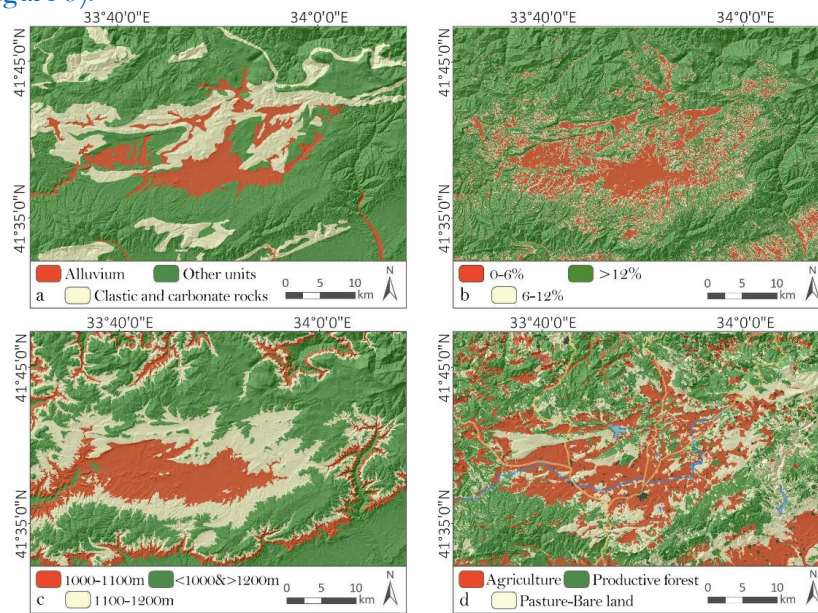 33°40'0"E 34°0'0"E
41°45'0"N
41°35'0"N
Alluvium Other units
Clastic and carbonate rocks
a
0 5 10
km
N
33°40'0"E 34°0'0"E
41°45'0"N
41°35'0"N
0-6% >12%
6-12%
b
0 5 10
km
N
33°40'0"E 34°0'0"E
41°45'0"N
41°35'0"N
1000-1100m <1000&>1200m
1100-1200m
c
0 5 10
km
N
33°40'0"E 34°0'0"E
41°45'0"N
41°35'0"N
Agriculture Productive forest
Pasture-Bare land
d
0 5 10
km
N